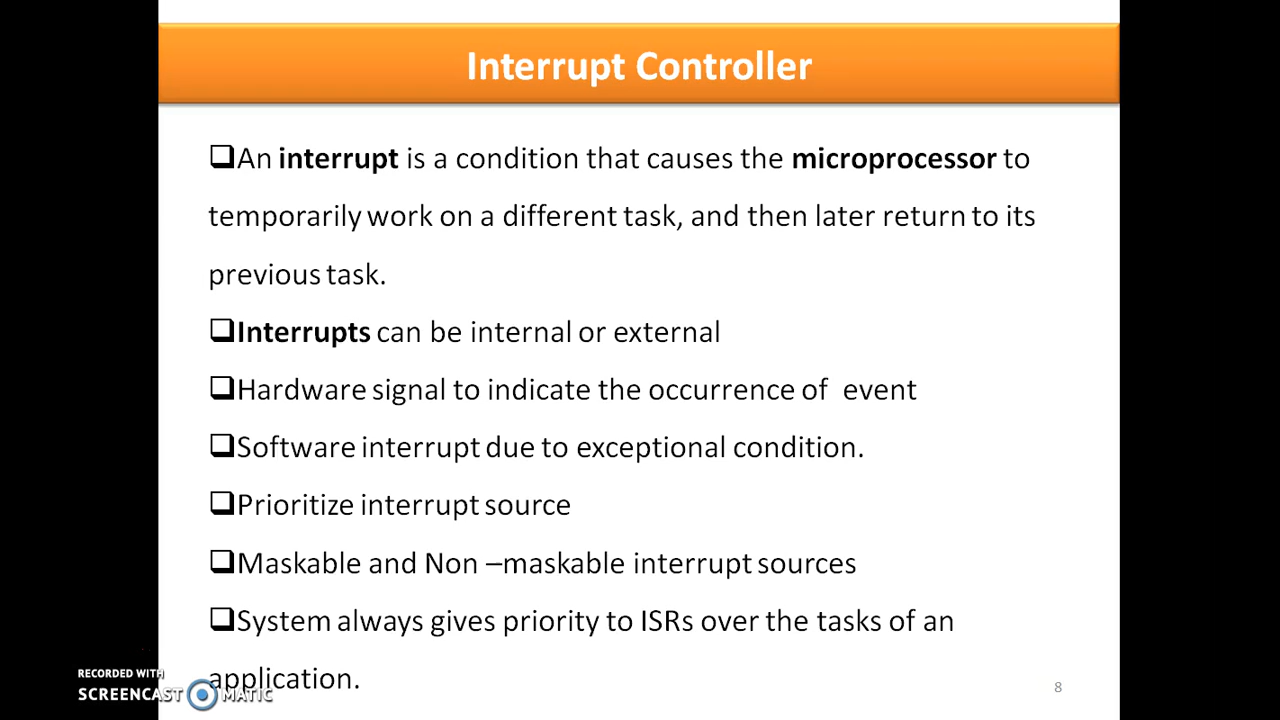 Interrupt Controller
❑An interrupt is a condition that causes the microprocessor to
temporarily work on a different task, and then later return to its
previous task.
❑Interrupts can be internal or external
❑Hardware signal to indicate the occurrence of  event
❑Software interrupt due to exceptional condition.
❑Prioritize interrupt source
❑Maskable and Non –maskable interrupt sources
❑System always gives priority to ISRs over the tasks of an
application.
RECORDED WITH
SCREENCAST MATIC
8